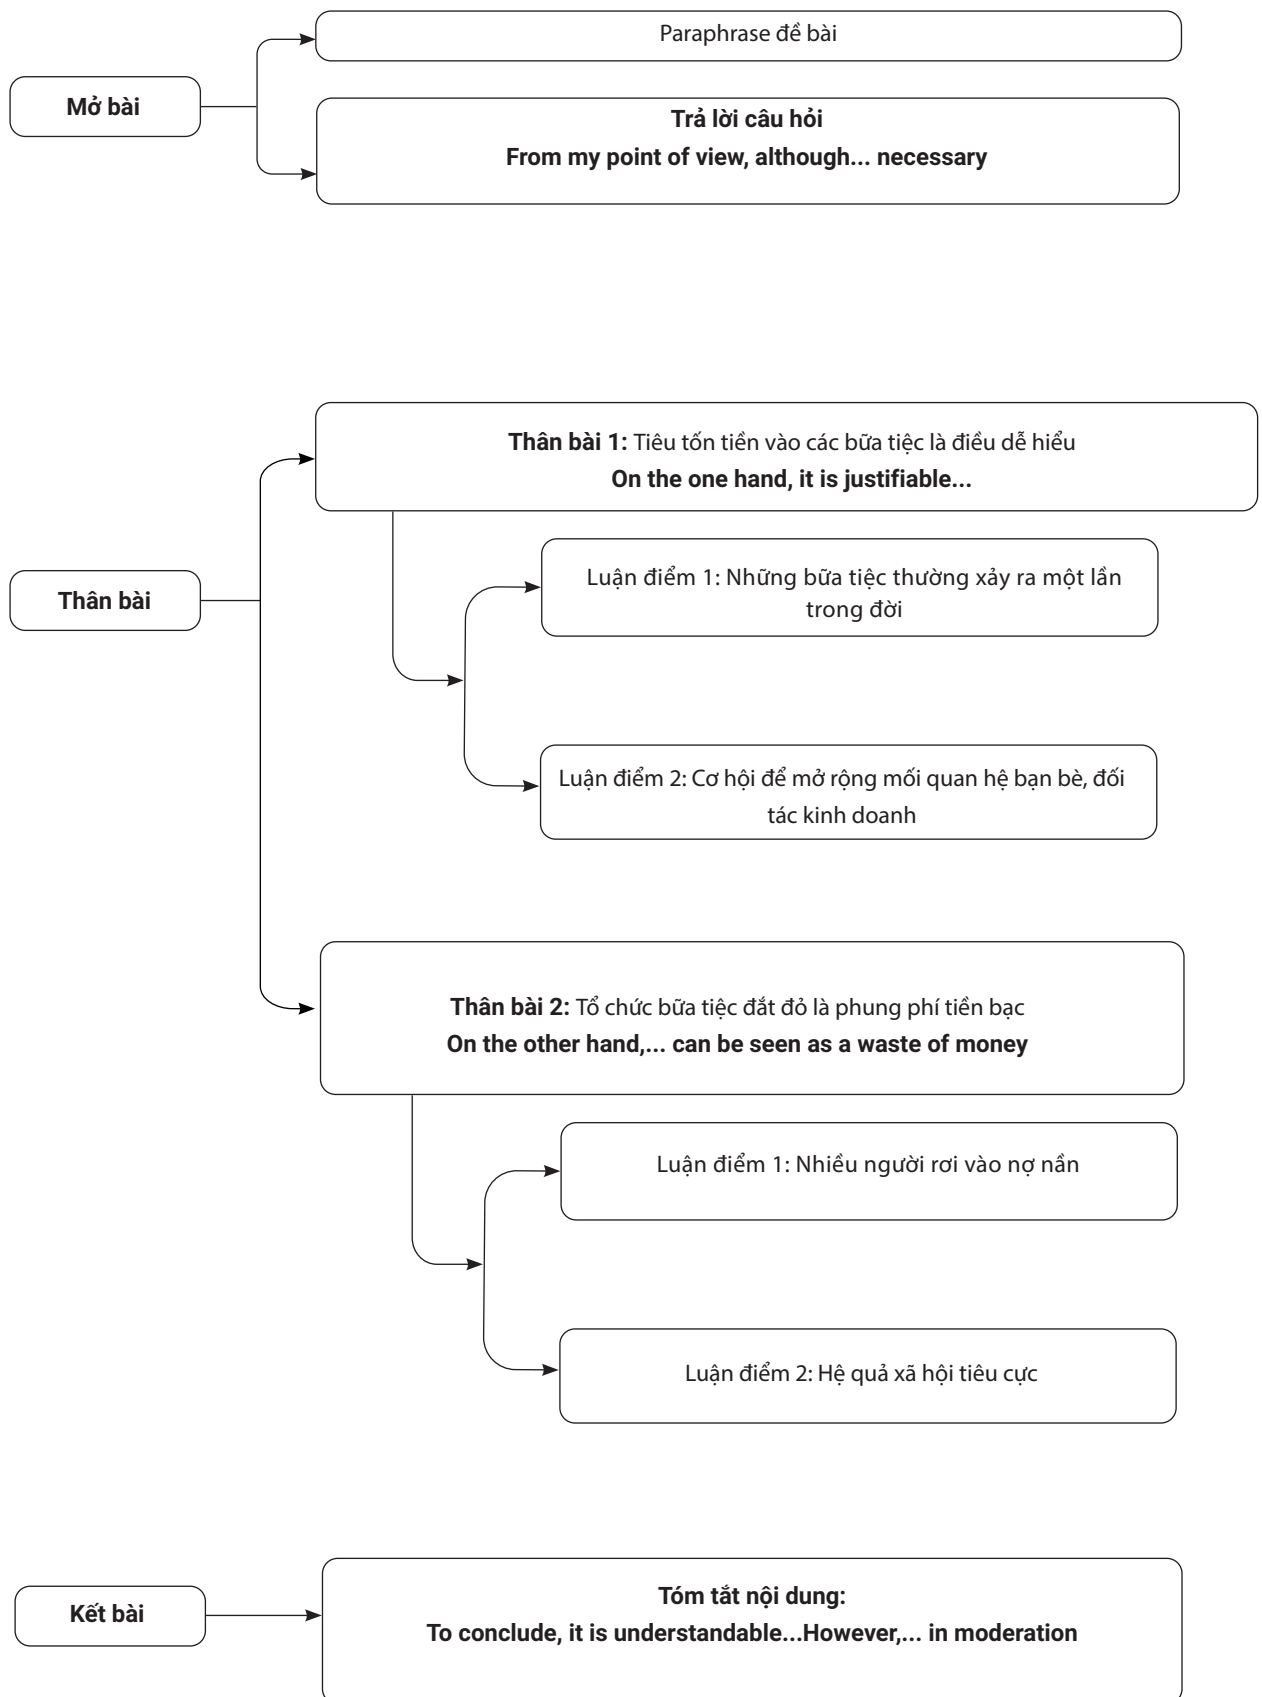 Paraphrase đề bài
Mở bài
Trả lời câu hỏi
From my point of view, although... necessary
Thân bài 1: Tiêu tốn tiền vào các bữa tiệc là điều dễ hiểu
On the one hand, it is justifiable...
Thân bài
Luận điểm 1: Những bữa tiệc thường xảy ra một lần
trong đời
Luận điểm 2: Cơ hội để mở rộng mối quan hệ bạn bè, đối
tác kinh doanh
Thân bài 2: Tổ chức bữa tiệc đắt đỏ là phung phí tiền bạc
On the other hand,... can be seen as a waste of money
Luận điểm 1: Nhiều người rơi vào nợ nần
Luận điểm 2: Hệ quả xã hội tiêu cực
Kết bài
Tóm tắt nội dung:
To conclude, it is understandable...However,... in moderation